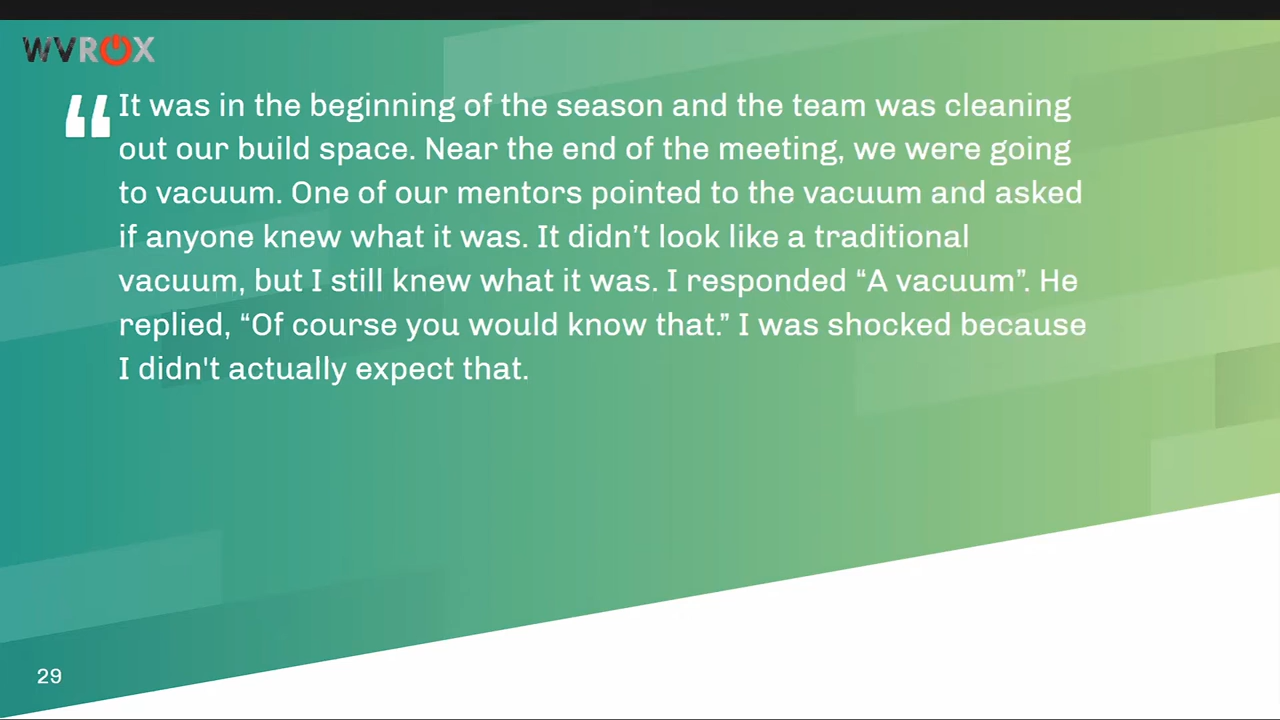 WVROX
“It was in the beginning of the season and the team was cleaning
out our build space. Near the end of the meeting, we were going
to vacuum. One of our mentors pointed to the vacuum and asked
if anyone knew what it was. It didn’t look like a traditional
vacuum, but I still knew what it was. I responded “A vacuum”. He
replied, “Of course you would know that.” I was shocked because
I didn't actually expect that.
29